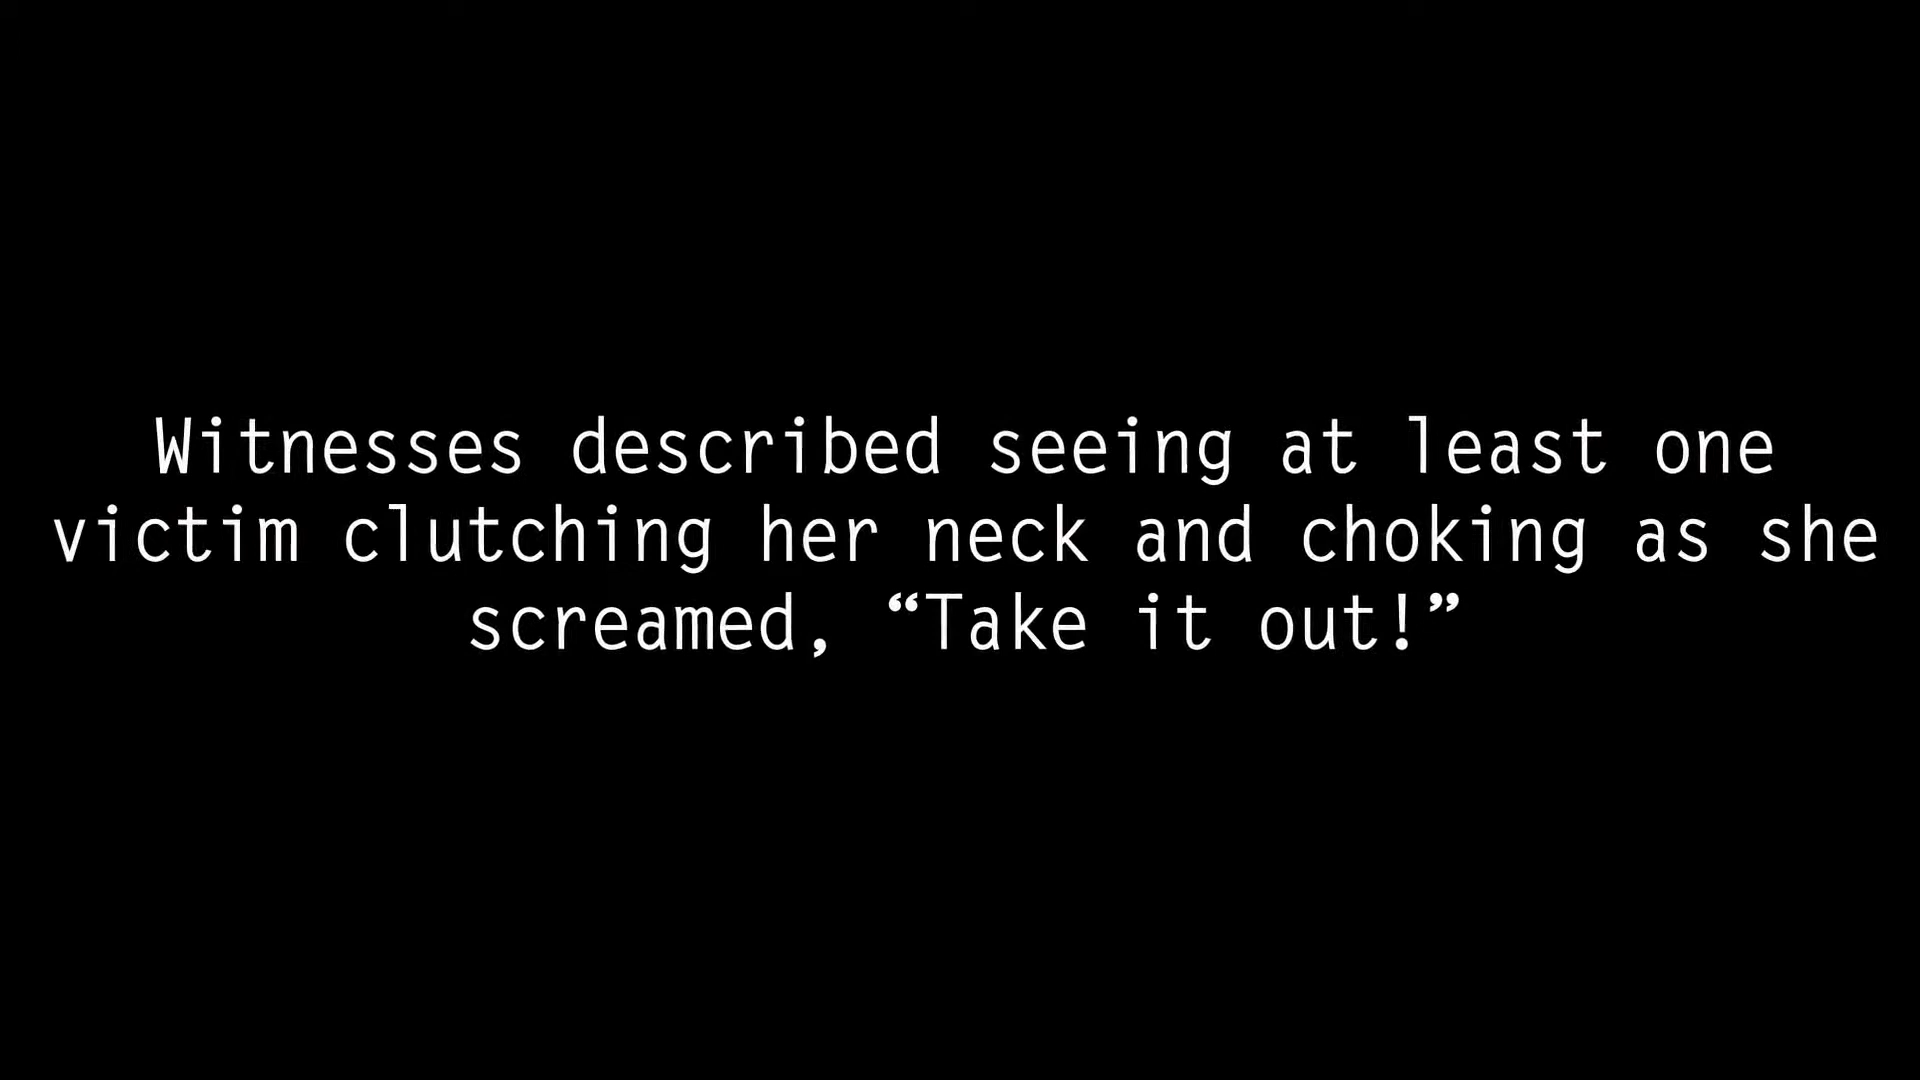 Witnesses described seeing at least one
victim clutching her neck and choking as she
screamed, “Take it out!”